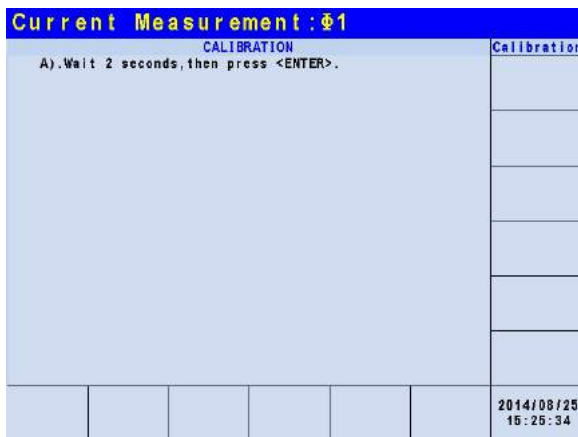 Current Measurement:Φ1
CALIBRATION
Calibration
A).Wait 2 seconds,then press <ENTER>.
2014/08/25
15:25:34